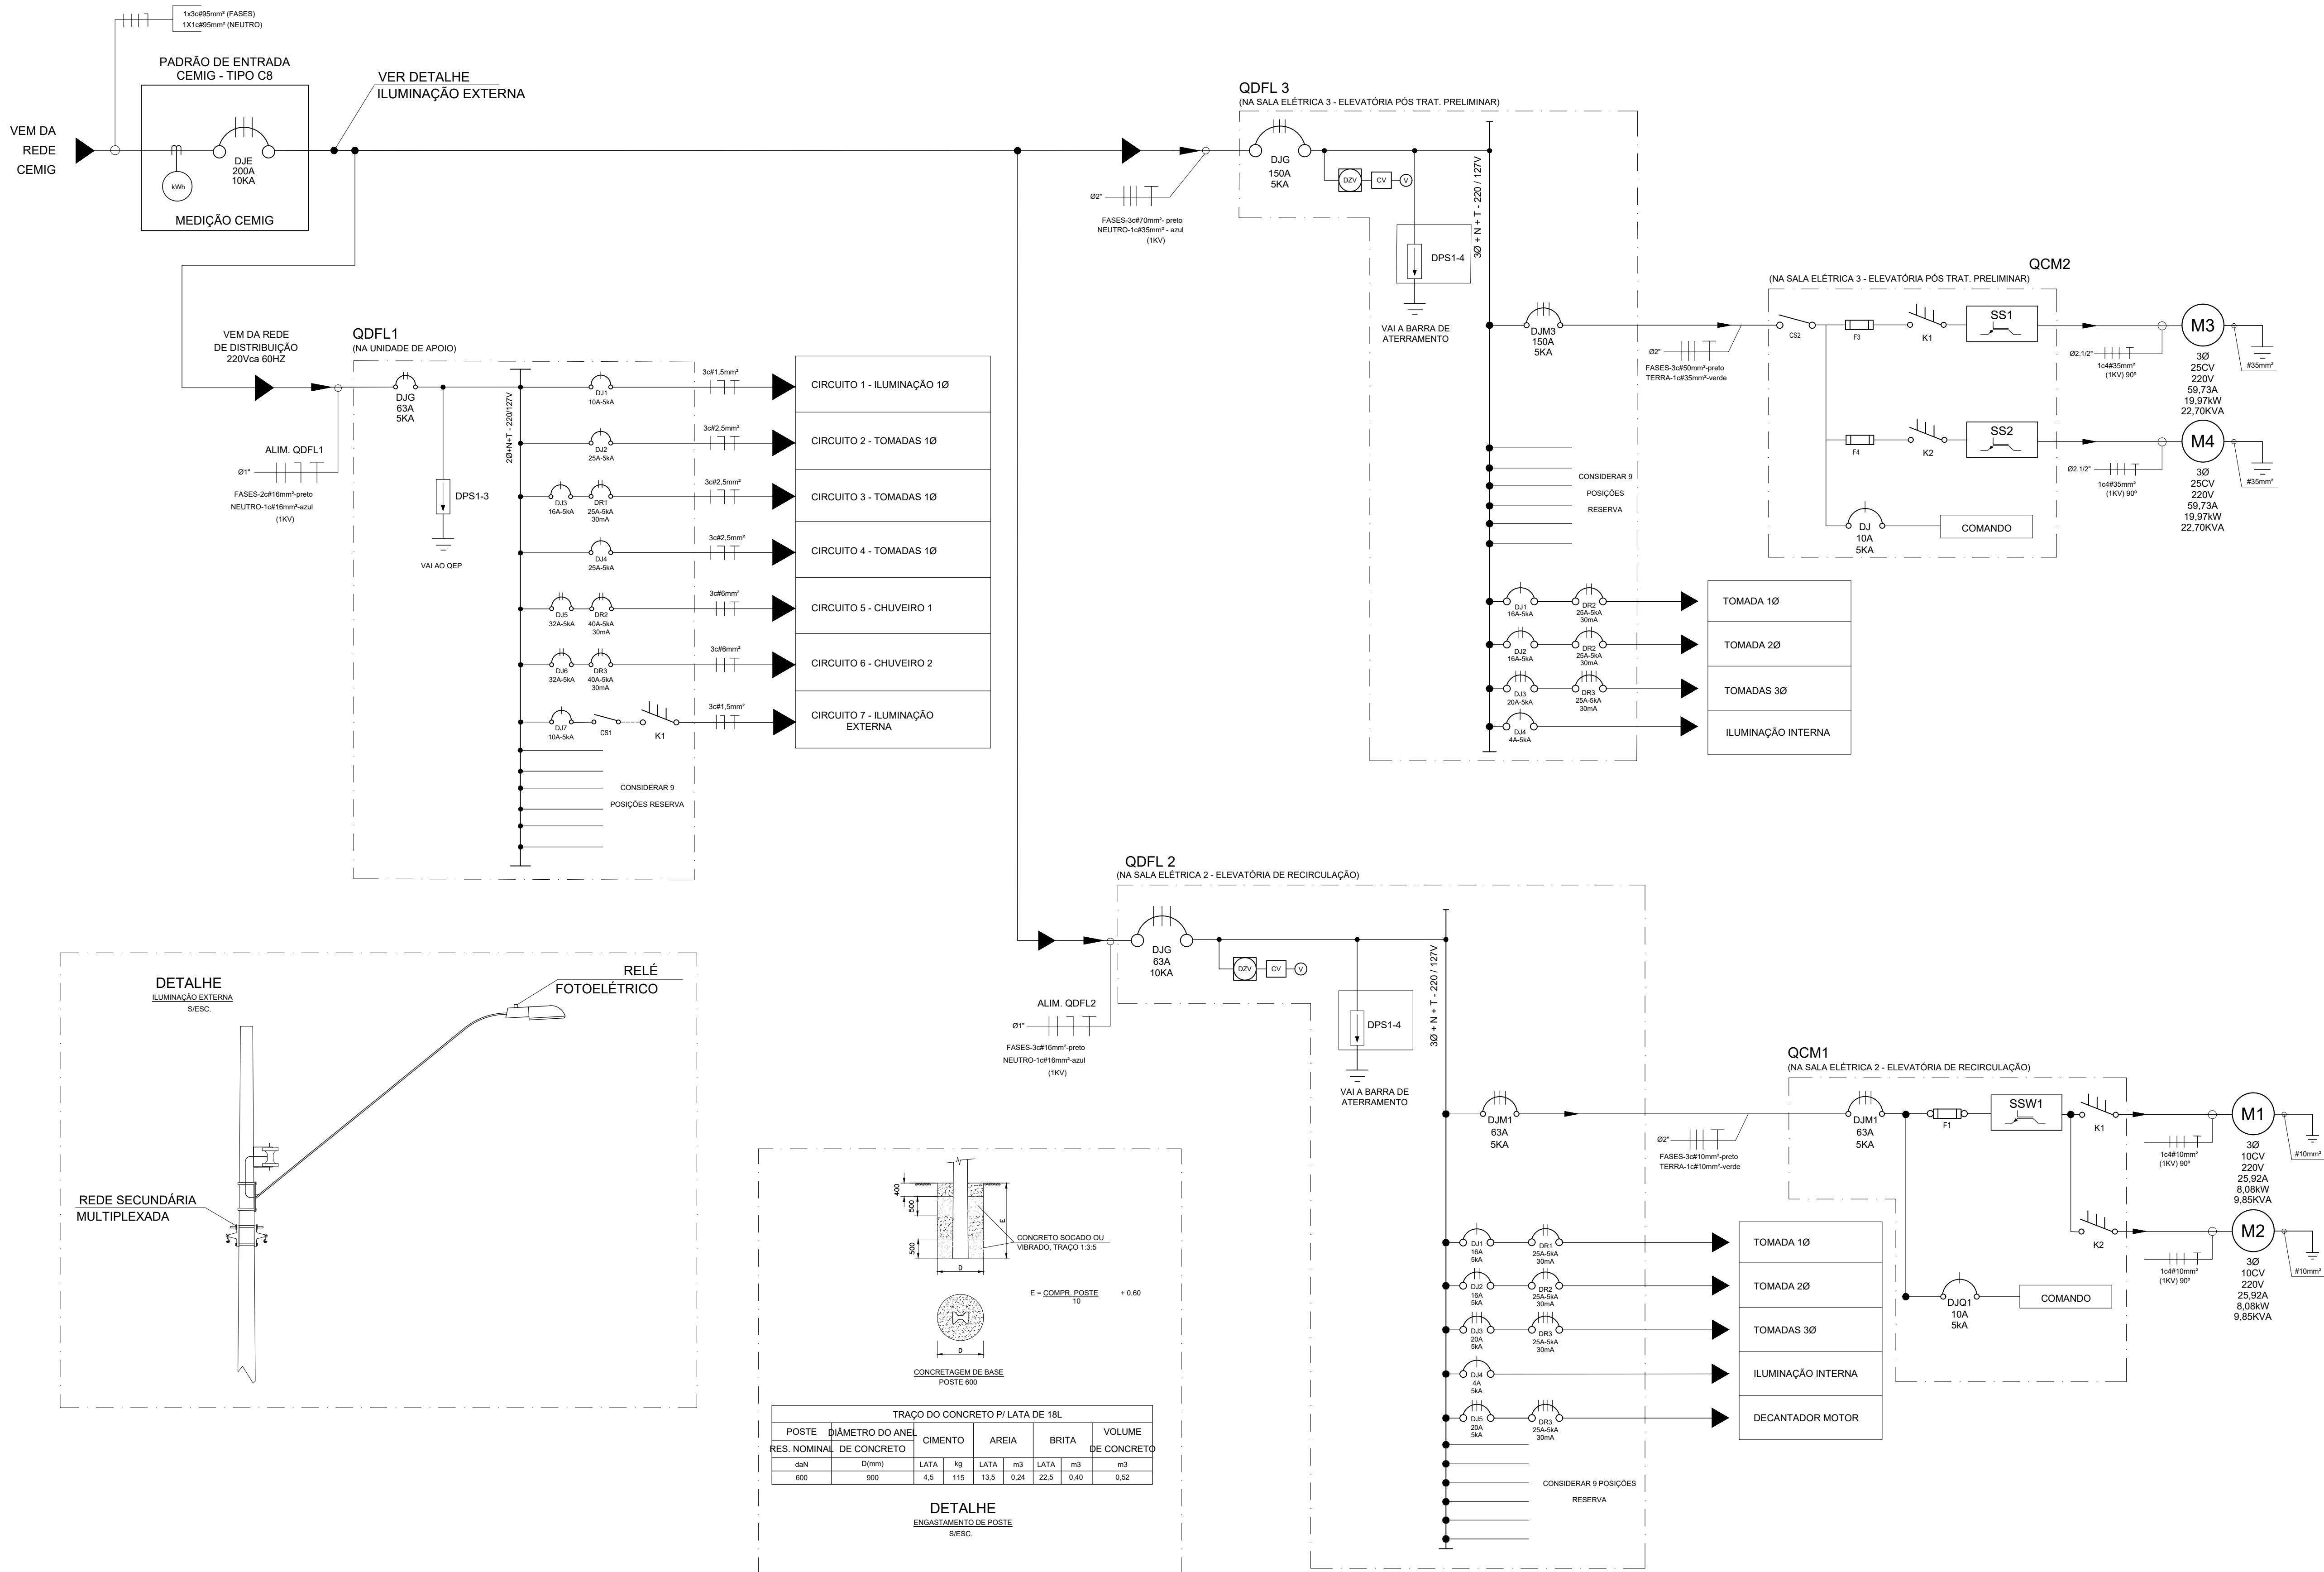 1x3c#95mm² (FASES)
1X1c#95mm² (NEUTRO)
PADRÃO DE ENTRADA
CEMIG - TIPO C8
VEM DA
REDE
CEMIG
kWh
DJE
200A
10KA
MEDIÇÃO CEMIG
VER DETALHE
ILUMINAÇÃO EXTERNA
VEM DA REDE
DE DISTRIBUIÇÃO
220Vca 60HZ
ALIM. QDFL1
Ø1"
FASES-2c#16mm²-preto
NEUTRO-1c#16mm²-azul
(1KV)
QDFL1
(NA UNIDADE DE APOIO)
DJG
63A
5KA
DPS1-3
VAI AO QEP
2Ø+N+T - 220/127V
DJ1
10A-5kA
3c#1,5mm²
CIRCUITO 1 - ILUMINAÇÃO 1Ø
DJ2
25A-5kA
3c#2,5mm²
CIRCUITO 2 - TOMADAS 1Ø
DJ3
16A-5kA
DR1
25A-5kA
30mA
3c#2,5mm²
CIRCUITO 3 - TOMADAS 1Ø
DJ4
25A-5kA
3c#2,5mm²
CIRCUITO 4 - TOMADAS 1Ø
DJ5
32A-5kA
DR2
40A-5kA
30mA
3c#6mm²
CIRCUITO 5 - CHUVEIRO 1
DJ6
32A-5kA
DR3
40A-5kA
30mA
3c#6mm²
CIRCUITO 6 - CHUVEIRO 2
DJ7
10A-5kA
CS1
K1
3c#1,5mm²
CIRCUITO 7 - ILUMINAÇÃO
EXTERNA
CONSIDERAR 9
POSIÇÕES RESERVA
QDFL 3
(NA SALA ELÉTRICA 3 - ELEVATÓRIA PÓS TRAT. PRELIMINAR)
Ø2"
FASES-3c#70mm²- preto
NEUTRO-1c#35mm² - azul
(1KV)
DJG
150A
5KA
DZV
CV
V
DPS1-4
VAI A BARRA DE
ATERRAMENTO
3Ø + N + T - 220 / 127V
DJM3
150A
5KA
Ø2"
FASES-3c#50mm²-preto
TERRA-1c#35mm²-verde
CONSIDERAR 9
POSIÇÕES
RESERVA
DJ1
16A-5kA
DR2
25A-5kA
30mA
TOMADA 1Ø
DJ2
16A-5kA
DR2
25A-5kA
30mA
TOMADA 2Ø
DJ3
20A-5kA
DR3
25A-5kA
30mA
TOMADAS 3Ø
DJ4
4A-5kA
ILUMINAÇÃO INTERNA
QCM2
(NA SALA ELÉTRICA 3 - ELEVATÓRIA PÓS TRAT. PRELIMINAR)
CS2
F3
K1
SS1
Ø2.1/2"
1c4#35mm²
(1KV) 90º
M3
#35mm²
3Ø
25CV
220V
59,73A
19,97kW
22,70KVA
F4
K2
SS2
Ø2.1/2"
1c4#35mm²
(1KV) 90º
M4
#35mm²
3Ø
25CV
220V
59,73A
19,97kW
22,70KVA
DJ
10A
5KA
COMANDO
QDFL 2
(NA SALA ELÉTRICA 2 - ELEVATÓRIA DE RECIRCULAÇÃO)
ALIM. QDFL2
Ø1"
FASES-3c#16mm²-preto
NEUTRO-1c#16mm²-azul
(1KV)
DJG
63A
10KA
DZV
CV
V
DPS1-4
VAI A BARRA DE
ATERRAMENTO
3Ø + N + T - 220 / 127V
DJM1
63A
5KA
Ø2"
FASES-3c#10mm²-preto
TERRA-1c#10mm²-verde
DJ1
16A
5kA
DR1
25A-5kA
30mA
TOMADA 1Ø
DJ2
16A
5kA
DR2
25A-5kA
30mA
TOMADA 2Ø
DJ3
20A
5kA
DR3
25A-5kA
30mA
TOMADAS 3Ø
DJ4
4A
5kA
ILUMINAÇÃO INTERNA
DJ5
20A
5kA
DR3
25A-5kA
30mA
DECANTADOR MOTOR
CONSIDERAR 9 POSIÇÕES
RESERVA
QCM1
(NA SALA ELÉTRICA 2 - ELEVATÓRIA DE RECIRCULAÇÃO)
DJM1
63A
5KA
F1
SSW1
K1
1c4#10mm²
(1KV) 90º
M1
#10mm²
3Ø
10CV
220V
25,92A
8,08kW
9,85KVA
K2
1c4#10mm²
(1KV) 90º
M2
#10mm²
3Ø
10CV
220V
25,92A
8,08kW
9,85KVA
DJQ1
10A
5kA
COMANDO
DETALHE
ILUMINAÇÃO EXTERNA
S/ESC.
RELÉ
FOTOELÉTRICO
REDE SECUNDÁRIA
MULTIPLEXADA
400
500
500
E
D
CONCRETO SOCADO OU
VIBRADO, TRAÇO 1:3:5
E = COMPR. POSTE + 0,60
10
D
CONCRETAGEM DE BASE
POSTE 600
TRAÇO DO CONCRETO P/ LATA DE 18L
POSTE DIÂMETRO DO ANEL CIMENTO AREIA BRITA VOLUME
RES. NOMINAL DE CONCRETO DE CONCRETO
daN D(mm) LATA kg LATA m3 LATA m3 m3
600 900 4,5 115 13,5 0,24 22,5 0,40 0,52
DETALHE
ENGASTAMENTO DE POSTE
S/ESC.